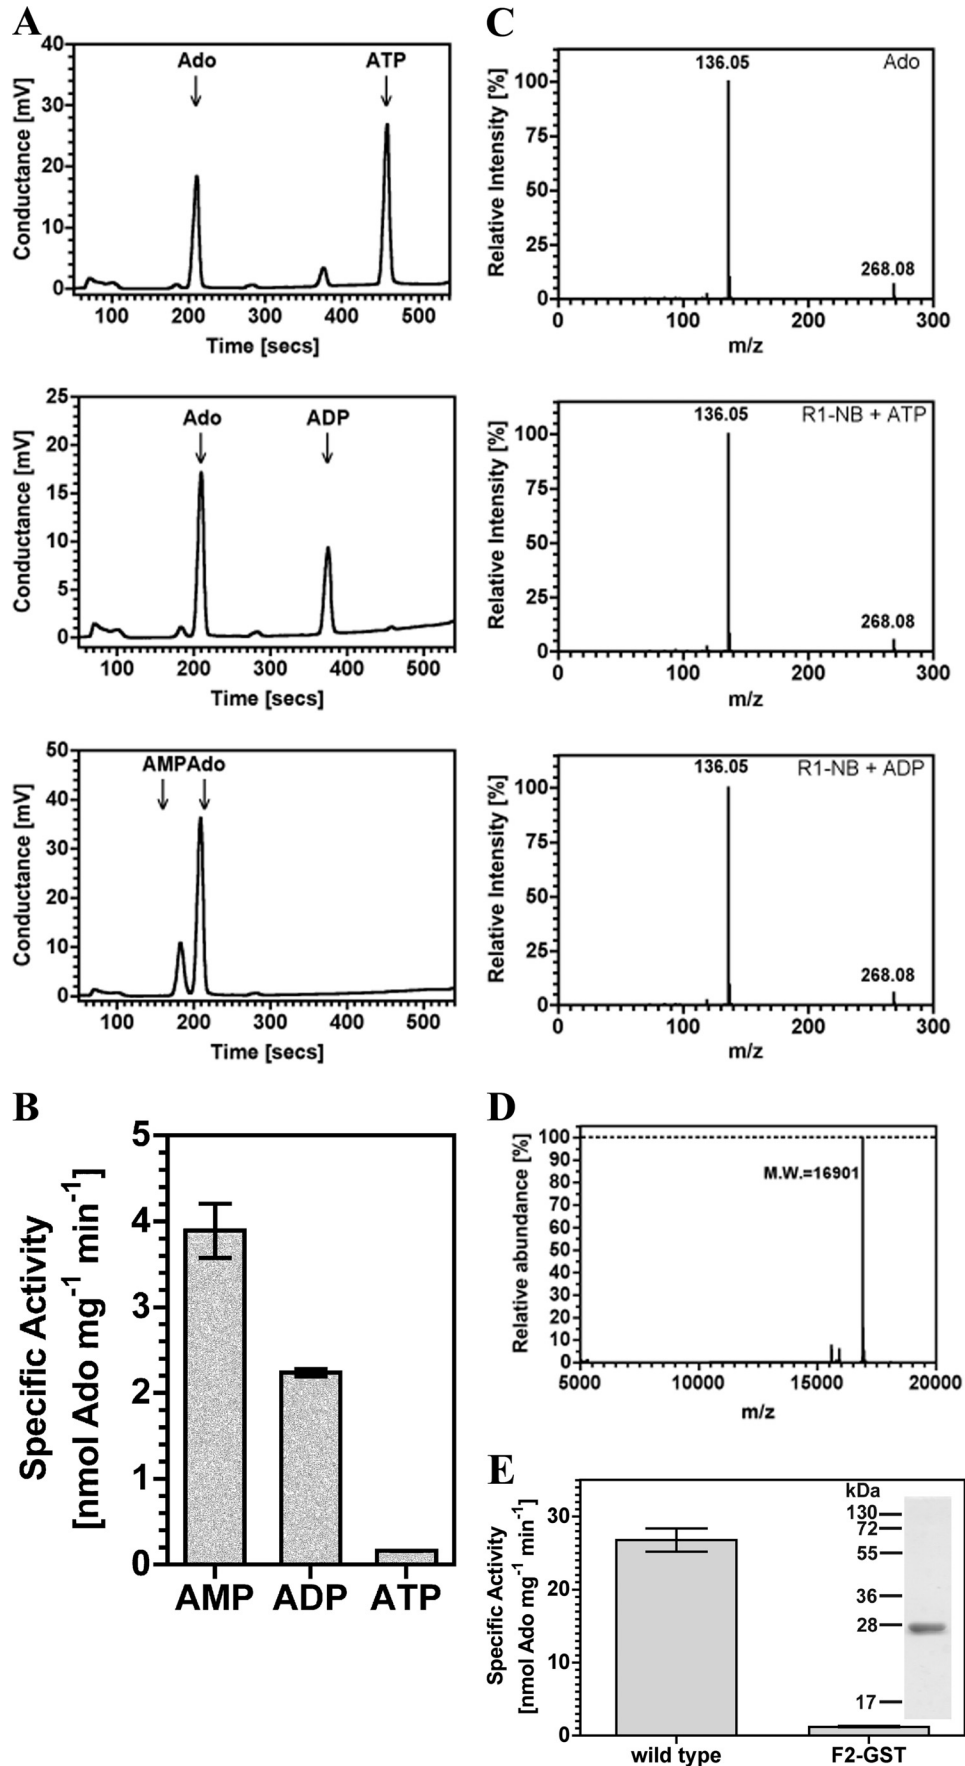 A
Conductance [mV]
40
30
20
10
0
Ado
ATP
100 200 300 400 500
Time [secs]
Conductance [mV]
25
20
15
10
5
0
Ado
ADP
100 200 300 400 500
Time [secs]
Conductance [mV]
50
40
30
20
10
0
AMPAdo
100 200 300 400 500
Time [secs]
C
Relative Intensity [%]
100
75
50
25
0
136.05
Ado
268.08
0 100 200 300
m/z
Relative Intensity [%]
100
75
50
25
0
136.05
R1-NB + ATP
268.08
0 100 200 300
m/z
Relative Intensity [%]
100
75
50
25
0
136.05
R1-NB + ADP
268.08
0 100 200 300
m/z
B
Specific Activity
[nmol Ado mg⁻¹ min⁻¹]
5
4
3
2
1
0
AMP ADP ATP
D
Relative abundance [%]
100
90
80
70
60
50
40
30
20
10
0
M.W.=16901
5000 10000 15000 20000
m/z
E
Specific Activity
[nmol Ado mg⁻¹ min⁻¹]
30
20
10
0
kDa
130
72
55
36
28
17
wild type F2-GST